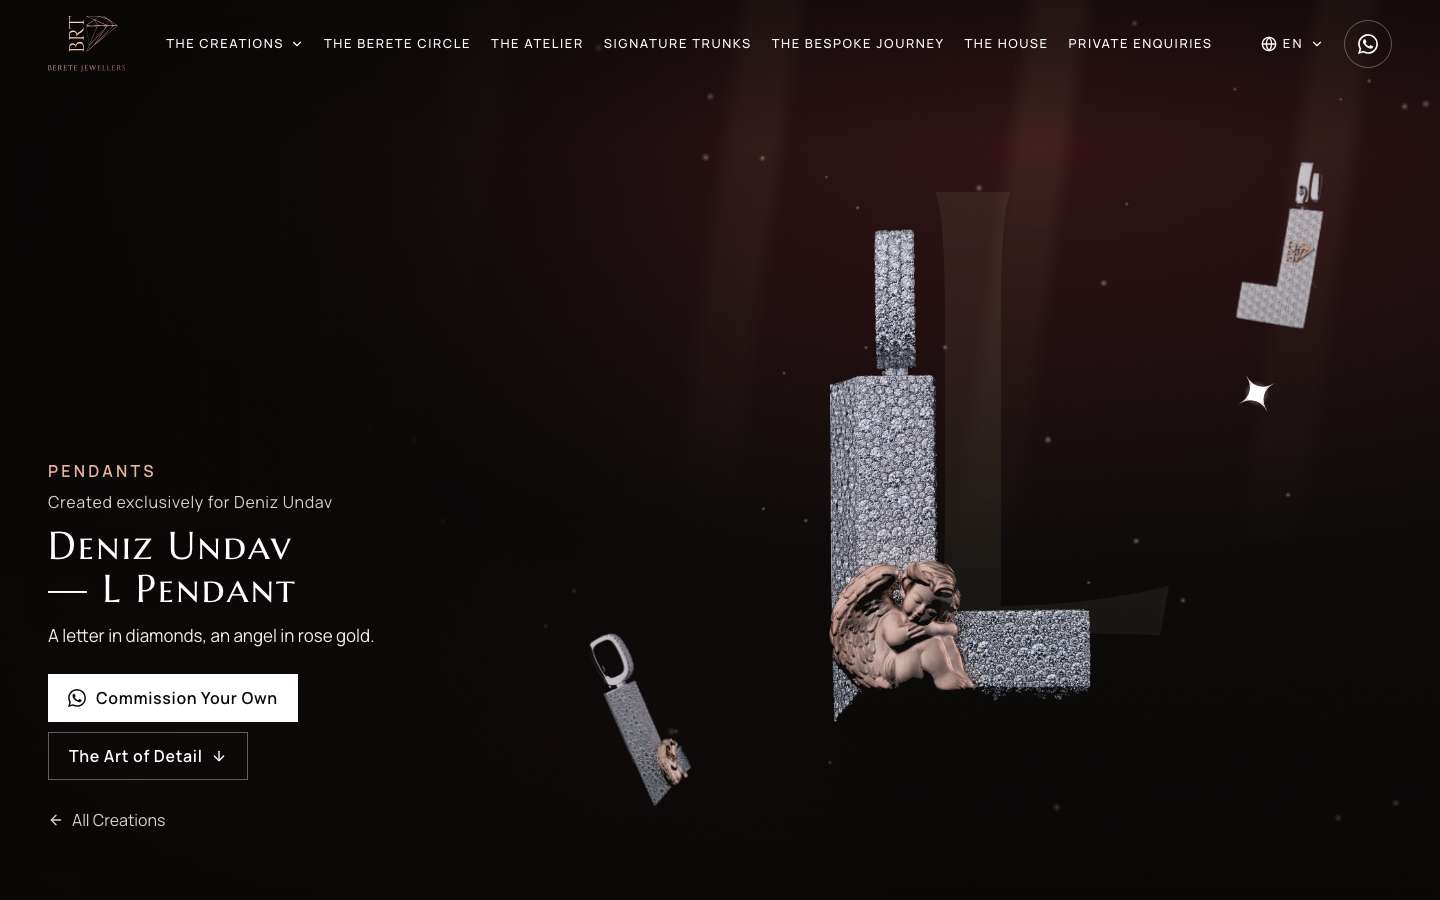 BRT
BERETE JEWELLERS
THE CREATIONS
THE BERETE CIRCLE
THE ATELIER
SIGNATURE TRUNKS
THE BESPOKE JOURNEY
THE HOUSE
PRIVATE ENQUIRIES
EN
L
PENDANTS
Created exclusively for Deniz Undav
Deniz Undav
— L Pendant
A letter in diamonds, an angel in rose gold.
Commission Your Own
The Art of Detail
All Creations